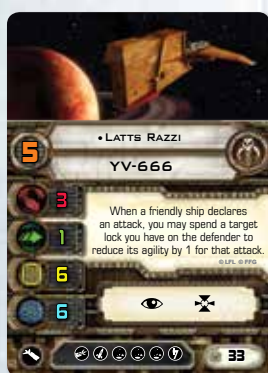 • LATTS RAZZI
5
YV-666
3
When a friendly ship declares
an attack, you may spend a target
1
lock you have on the defender to
reduce its agility by 1 for that attack.
© LFL © FFG
6
6
33